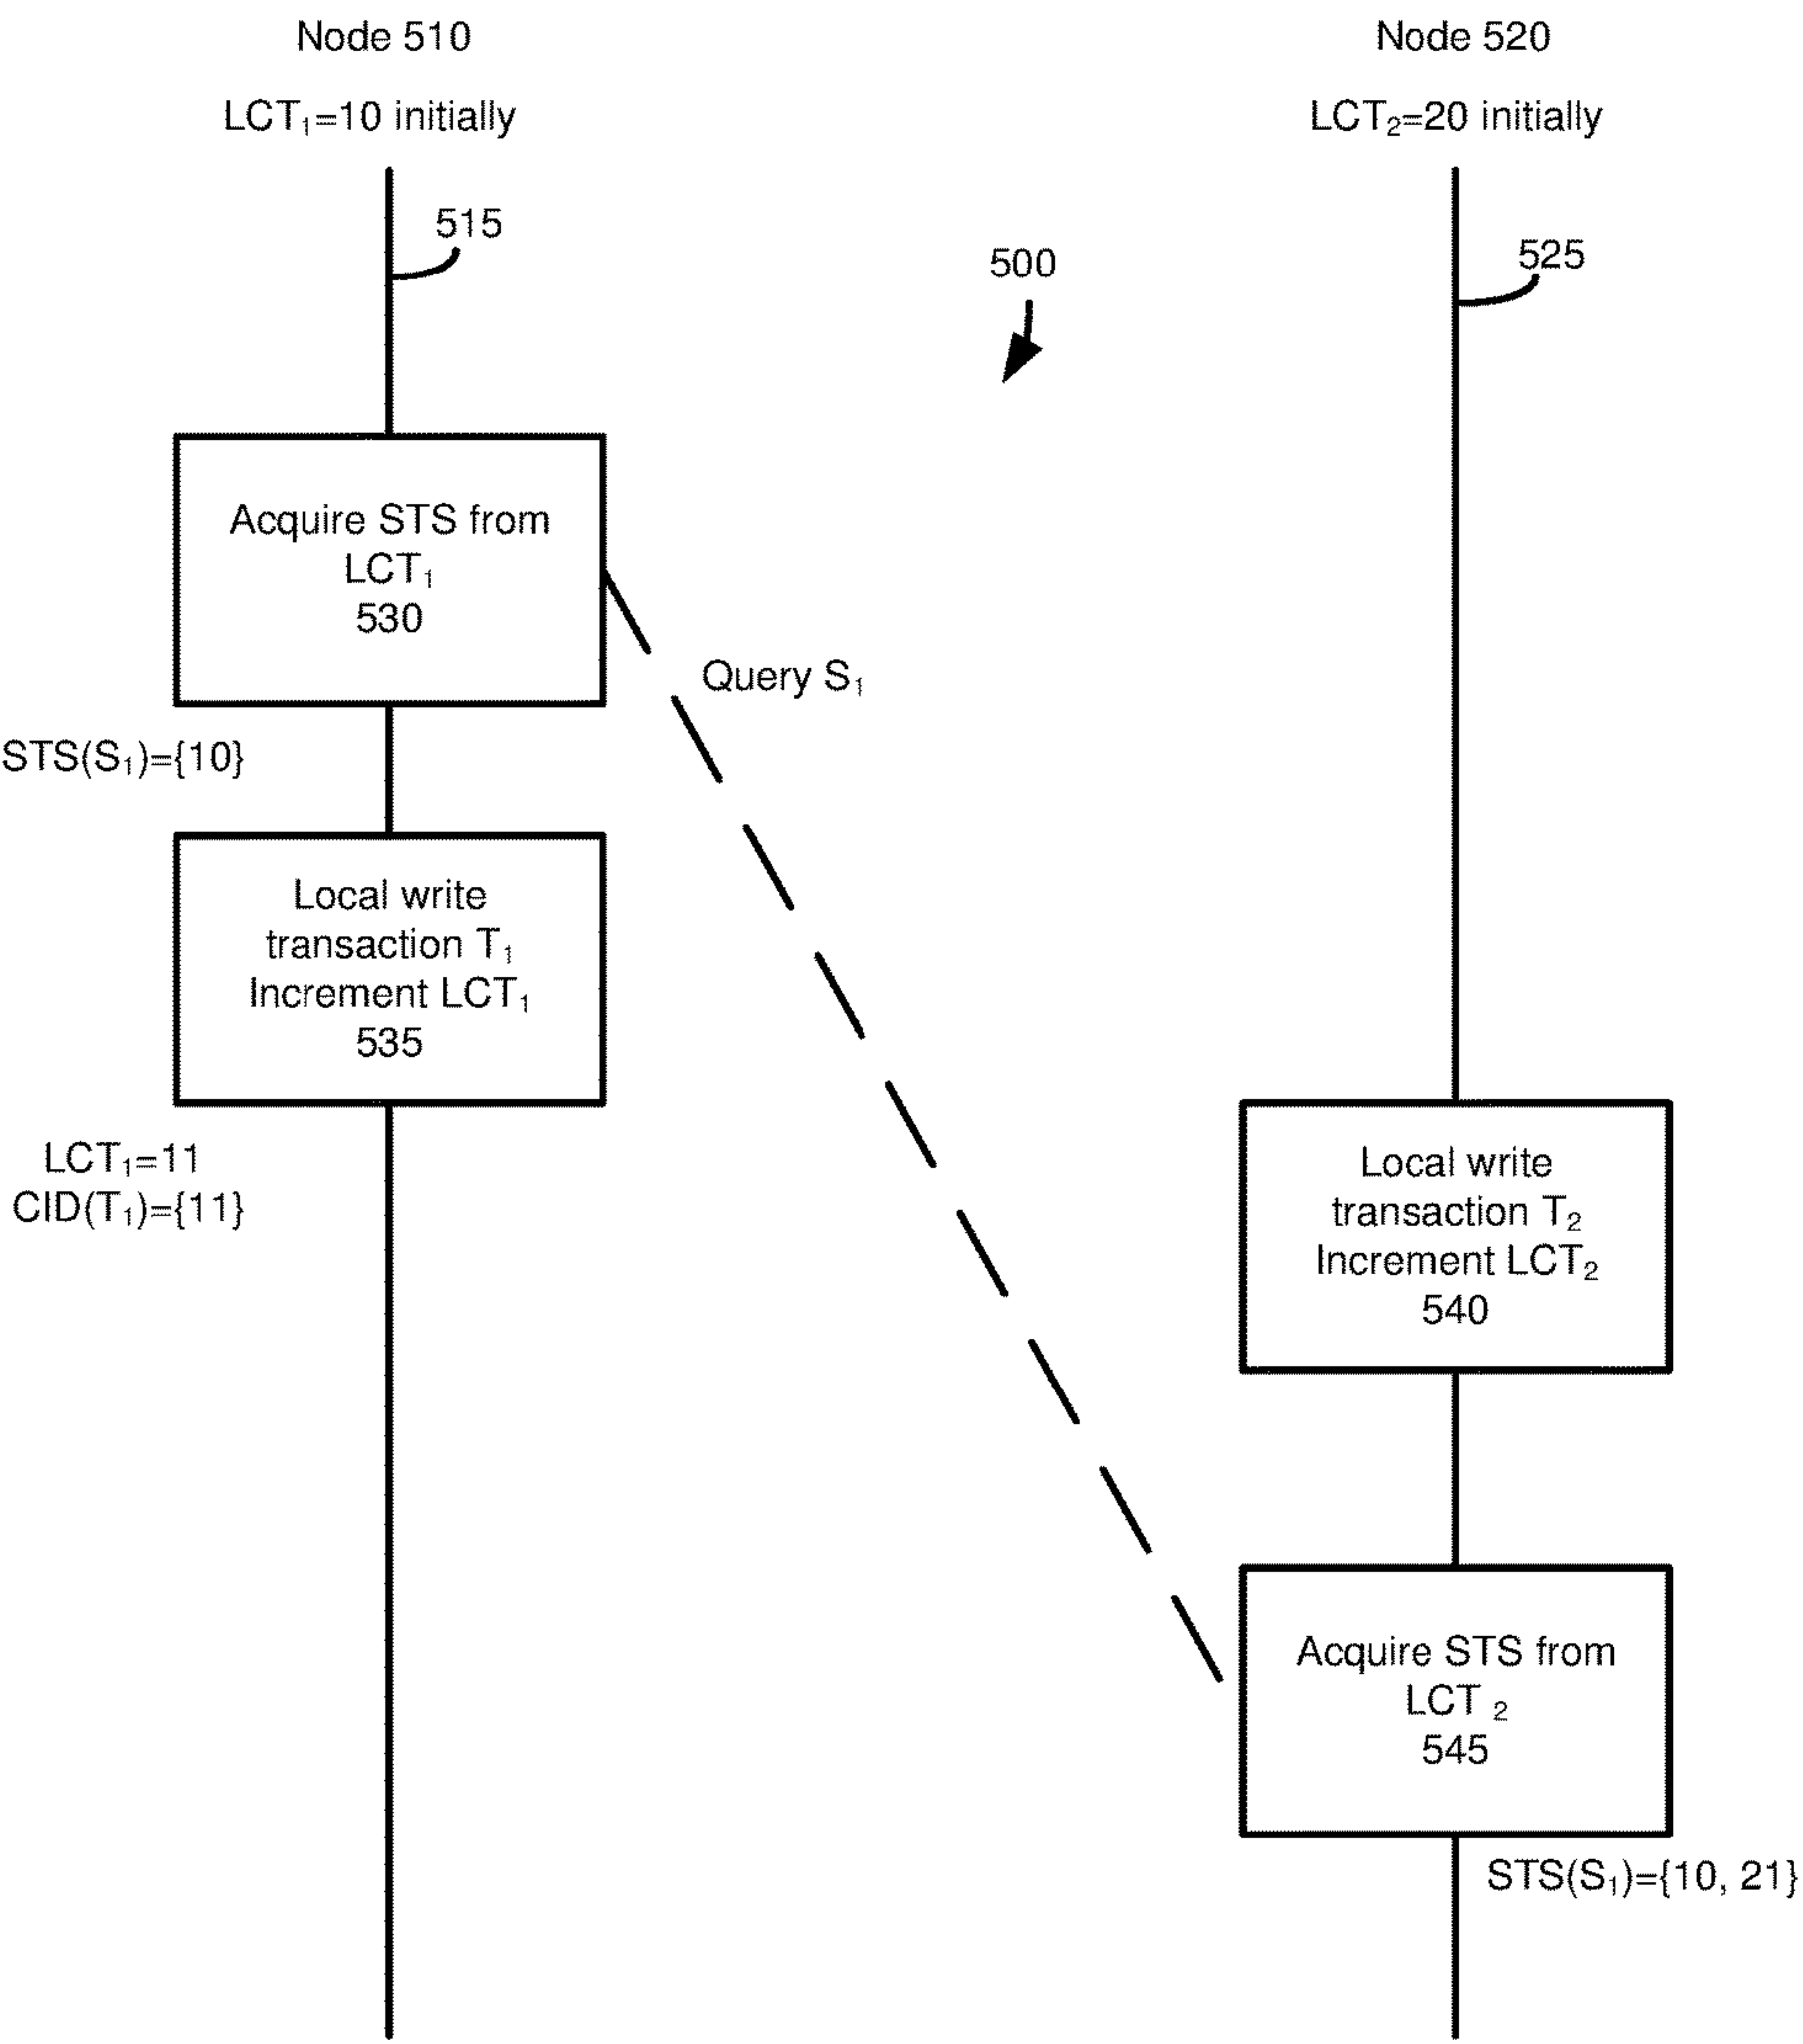 Node 510
Node 520
LCT₁=10 initially
LCT₂=20 initially
515
525
500
Acquire STS from
LCT₁
530
Query S₁
STS(S₁)={10}
Local write
transaction T₁
Increment LCT₁
535
LCT₁=11
CID(T₁)={11}
Local write
transaction T₂
Increment LCT₂
540
Acquire STS from
LCT ₂
545
STS(S₁)={10, 21}